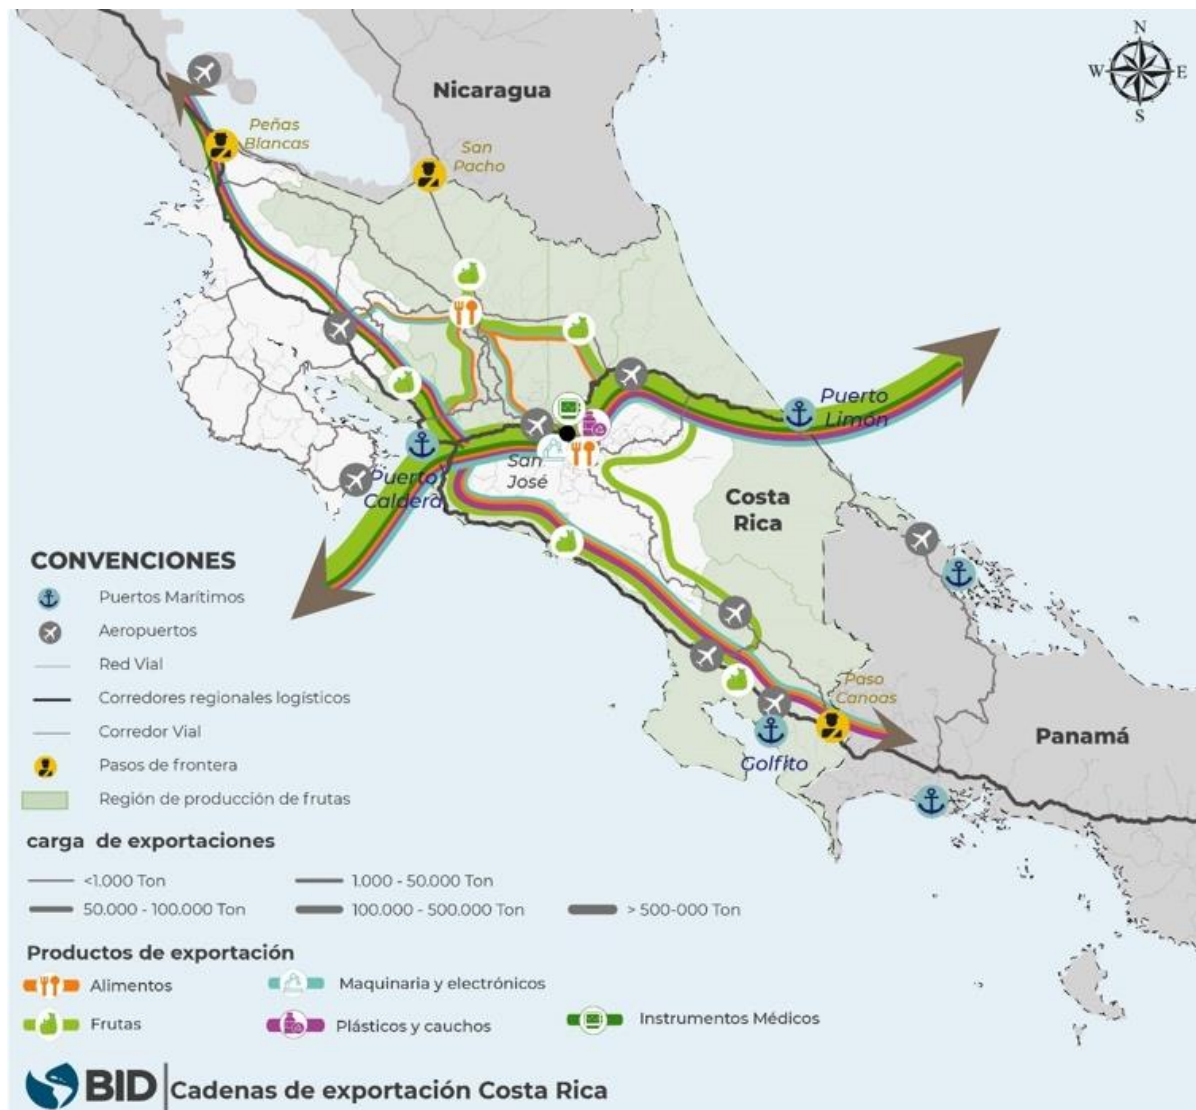 N
W
E
S
Nicaragua
Peñas
Blancas
San
Pacho
Puerto
Limón
San
José
Puerto
Caldera
Costa
Rica
Paso
Canoas
Golfito
Panamá
CONVENCIONES
Puertos Marítimos
Aeropuertos
Red Vial
Corredores regionales logísticos
Corredor Vial
Pasos de frontera
Región de producción de frutas
carga de exportaciones
<1.000 Ton
1.000 - 50.000 Ton
50.000 - 100.000 Ton
100.000 - 500.000 Ton
> 500-000 Ton
Productos de exportación
Alimentos
Maquinaria y electrónicos
Frutas
Plásticos y cauchos
Instrumentos Médicos
BID
Cadenas de exportación Costa Rica